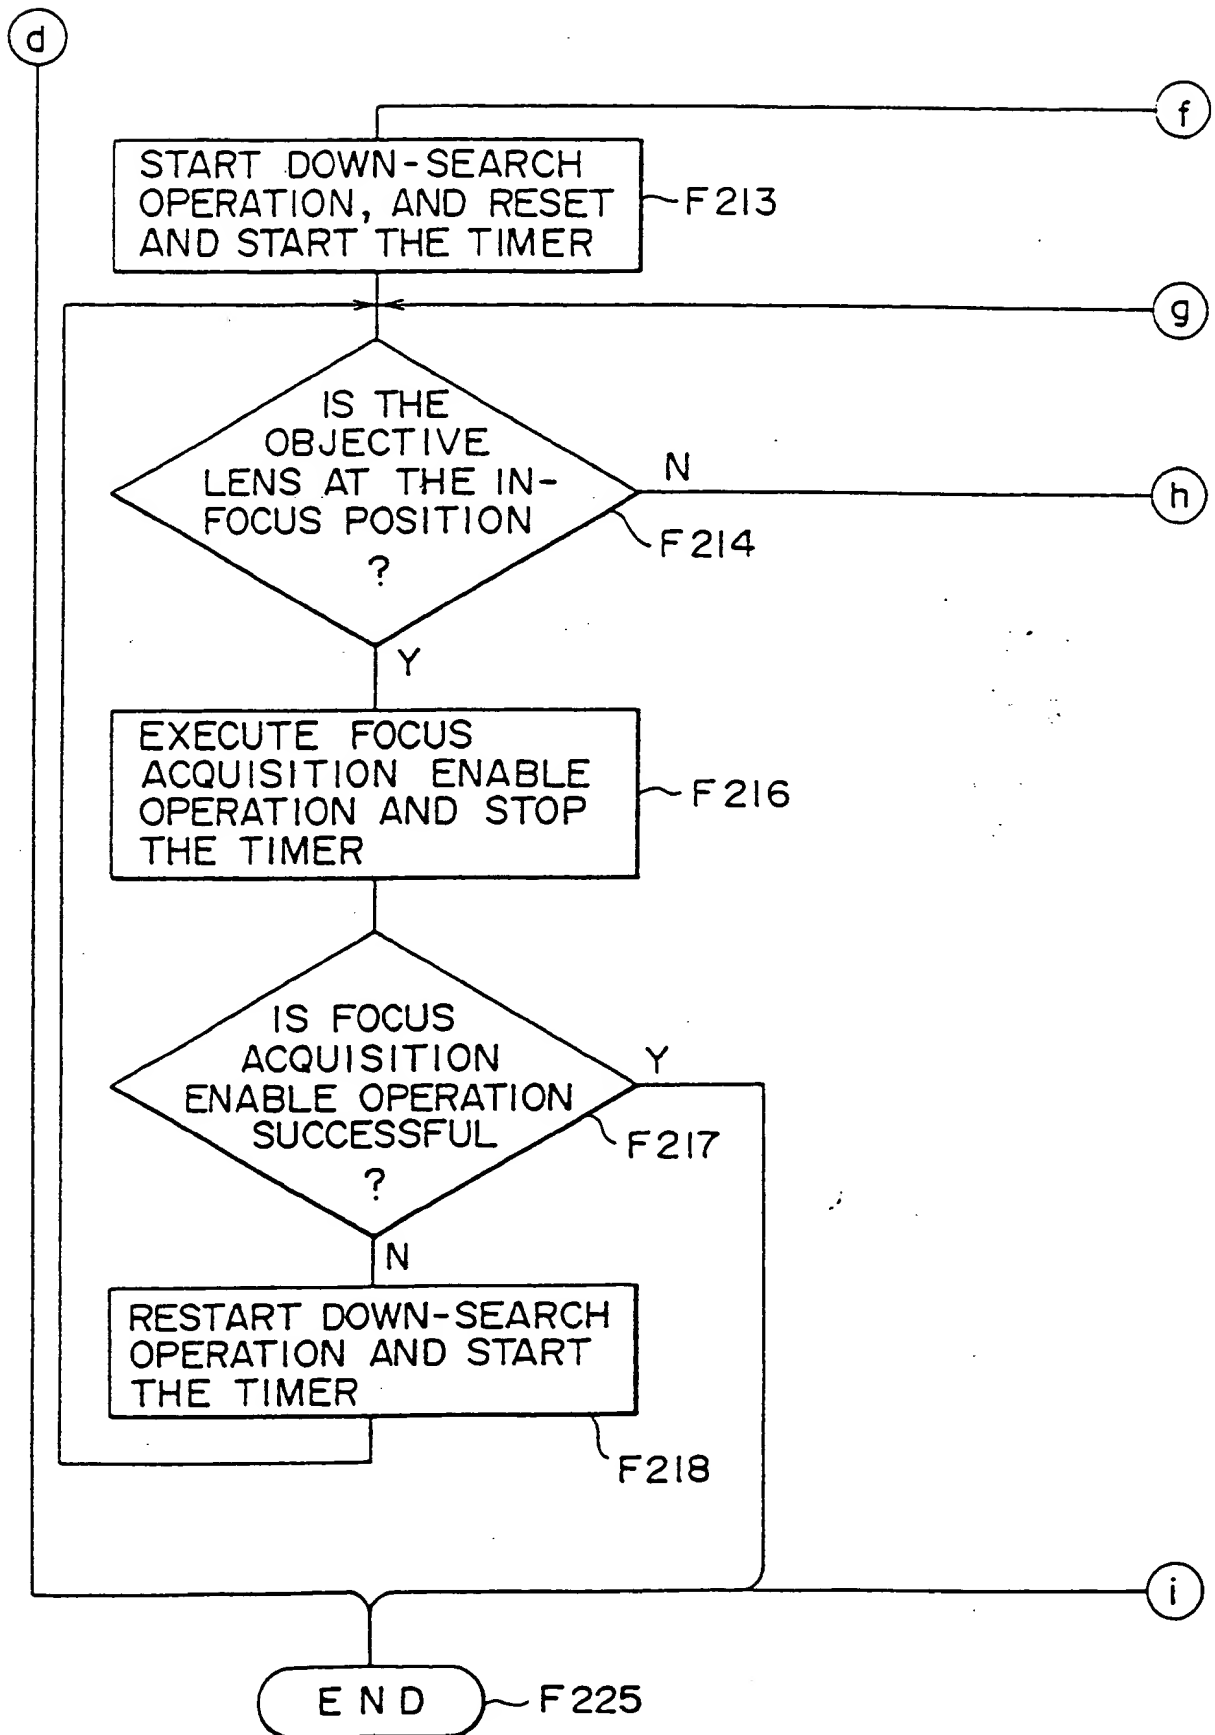 d
f
START DOWN-SEARCH
OPERATION, AND RESET
AND START THE TIMER
F213
g
IS THE
OBJECTIVE
LENS AT THE IN-
FOCUS POSITION
?
N
h
F214
Y
EXECUTE FOCUS
ACQUISITION ENABLE
OPERATION AND STOP
THE TIMER
F216
IS FOCUS
ACQUISITION
ENABLE OPERATION
SUCCESSFUL
?
Y
F217
N
RESTART DOWN-SEARCH
OPERATION AND START
THE TIMER
F218
i
END
F225